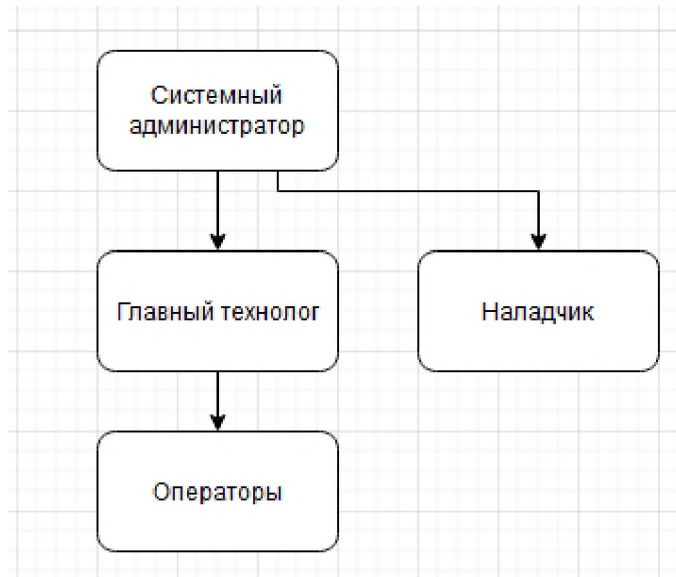 Системный
администратор
Главный технолог
Наладчик
Операторы